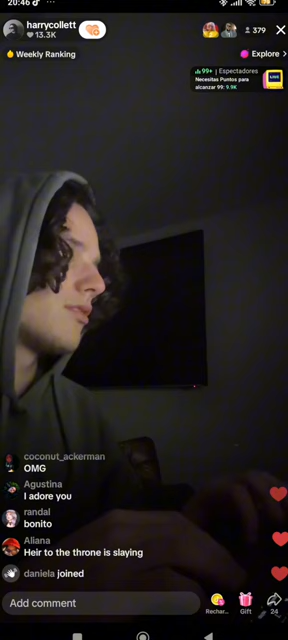 20:46
harrycollett
13.3K
379
Weekly Ranking
Explore >
99+ | Espectadores
Necesitas Puntos para
alcanzar 99: 9.9K
LIVE
coconut_ackerman
OMG
Agustina
I adore you
randal
bonito
Aliana
Heir to the throne is slaying
daniela joined
Add comment
Rechar...
Gift
24